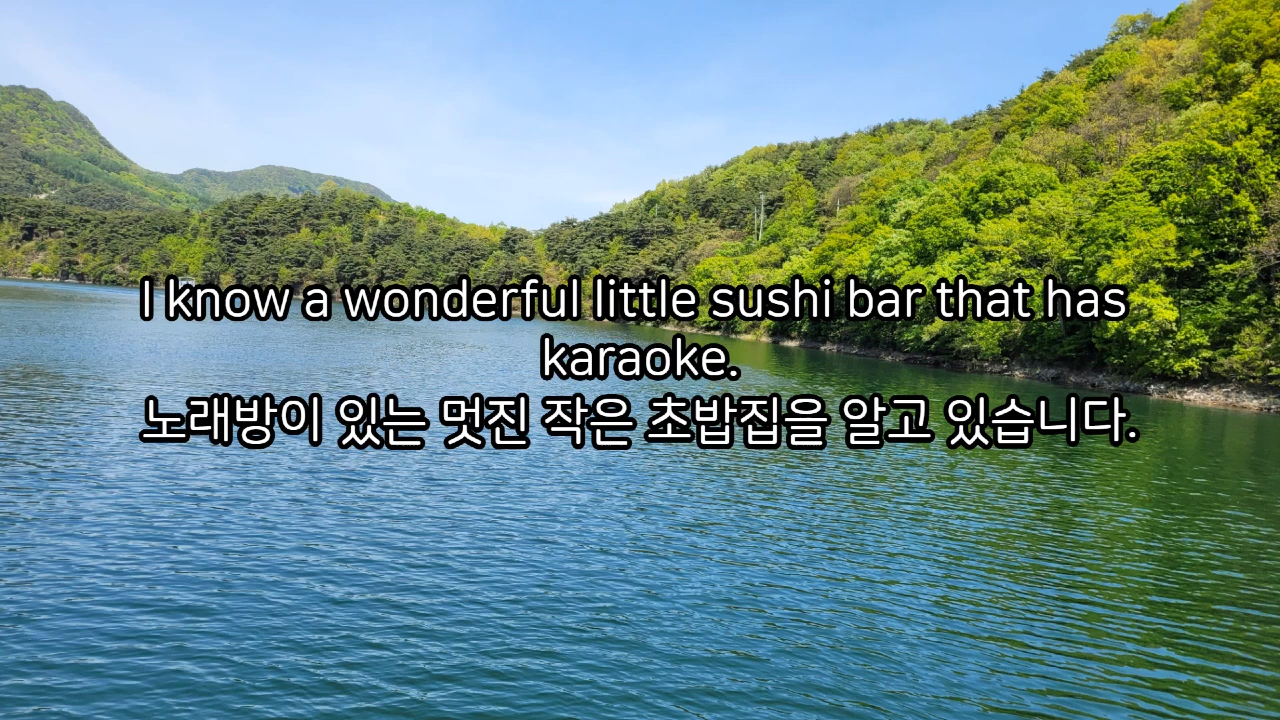 I know a wonderful little sushi bar that has
karaoke.
노래방이 있는 멋진 작은 초밥집을 알고 있습니다.